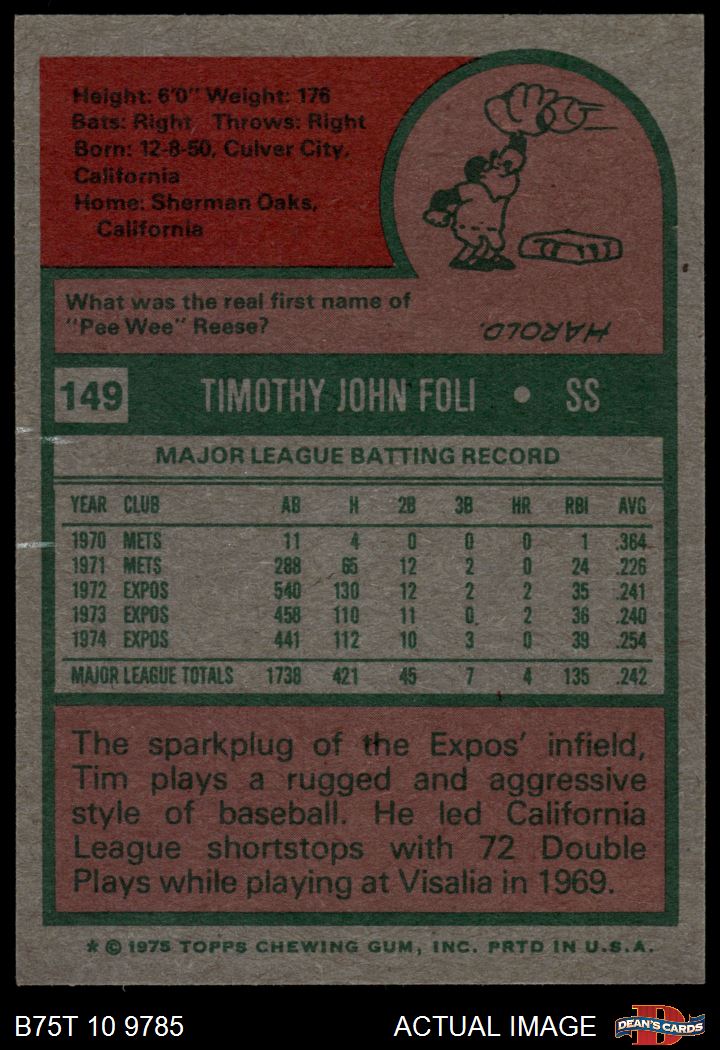 Height: 6'0" Weight: 176
Bats: Right Throws: Right
Born: 12-8-50, Culver City,
California
Home: Sherman Oaks,
California
What was the real first name of
"Pee Wee" Reese?
HAROLD.
149 TIMOTHY JOHN FOLI • SS
MAJOR LEAGUE BATTING RECORD
YEAR CLUB AB H 2B 3B HR RBI AVG
1970 METS 11 4 0 0 0 1 .364
1971 METS 288 65 12 2 0 24 .226
1972 EXPOS 540 130 12 2 2 35 .241
1973 EXPOS 458 110 11 0 2 36 .240
1974 EXPOS 441 112 10 3 0 39 .254
MAJOR LEAGUE TOTALS 1738 421 45 7 4 135 .242
The sparkplug of the Expos' infield,
Tim plays a rugged and aggressive
style of baseball. He led California
League shortstops with 72 Double
Plays while playing at Visalia in 1969.
* © 1975 TOPPS CHEWING GUM, INC. PRTD IN U.S.A.
B75T 10 9785 ACTUAL IMAGE
D
DEAN'S CARDS